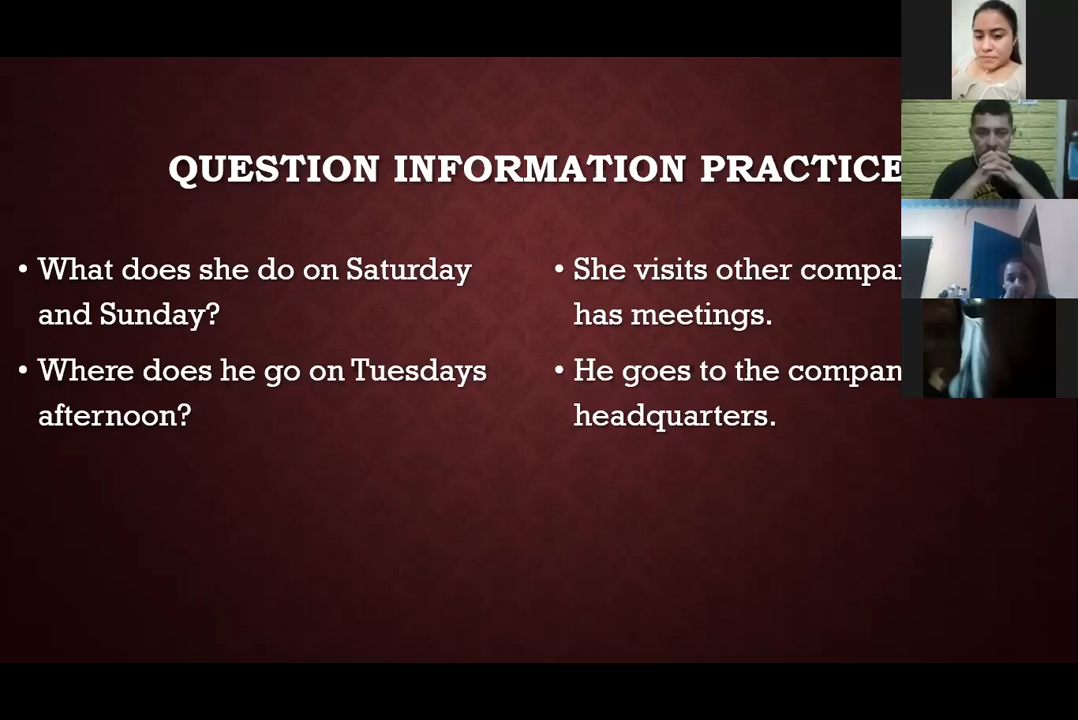 QUESTION INFORMATION PRACTICE
• What does she do on Saturday
and Sunday?
• Where does he go on Tuesdays
afternoon?
• She visits other
has meetings.
• He goes to the
headquarters.